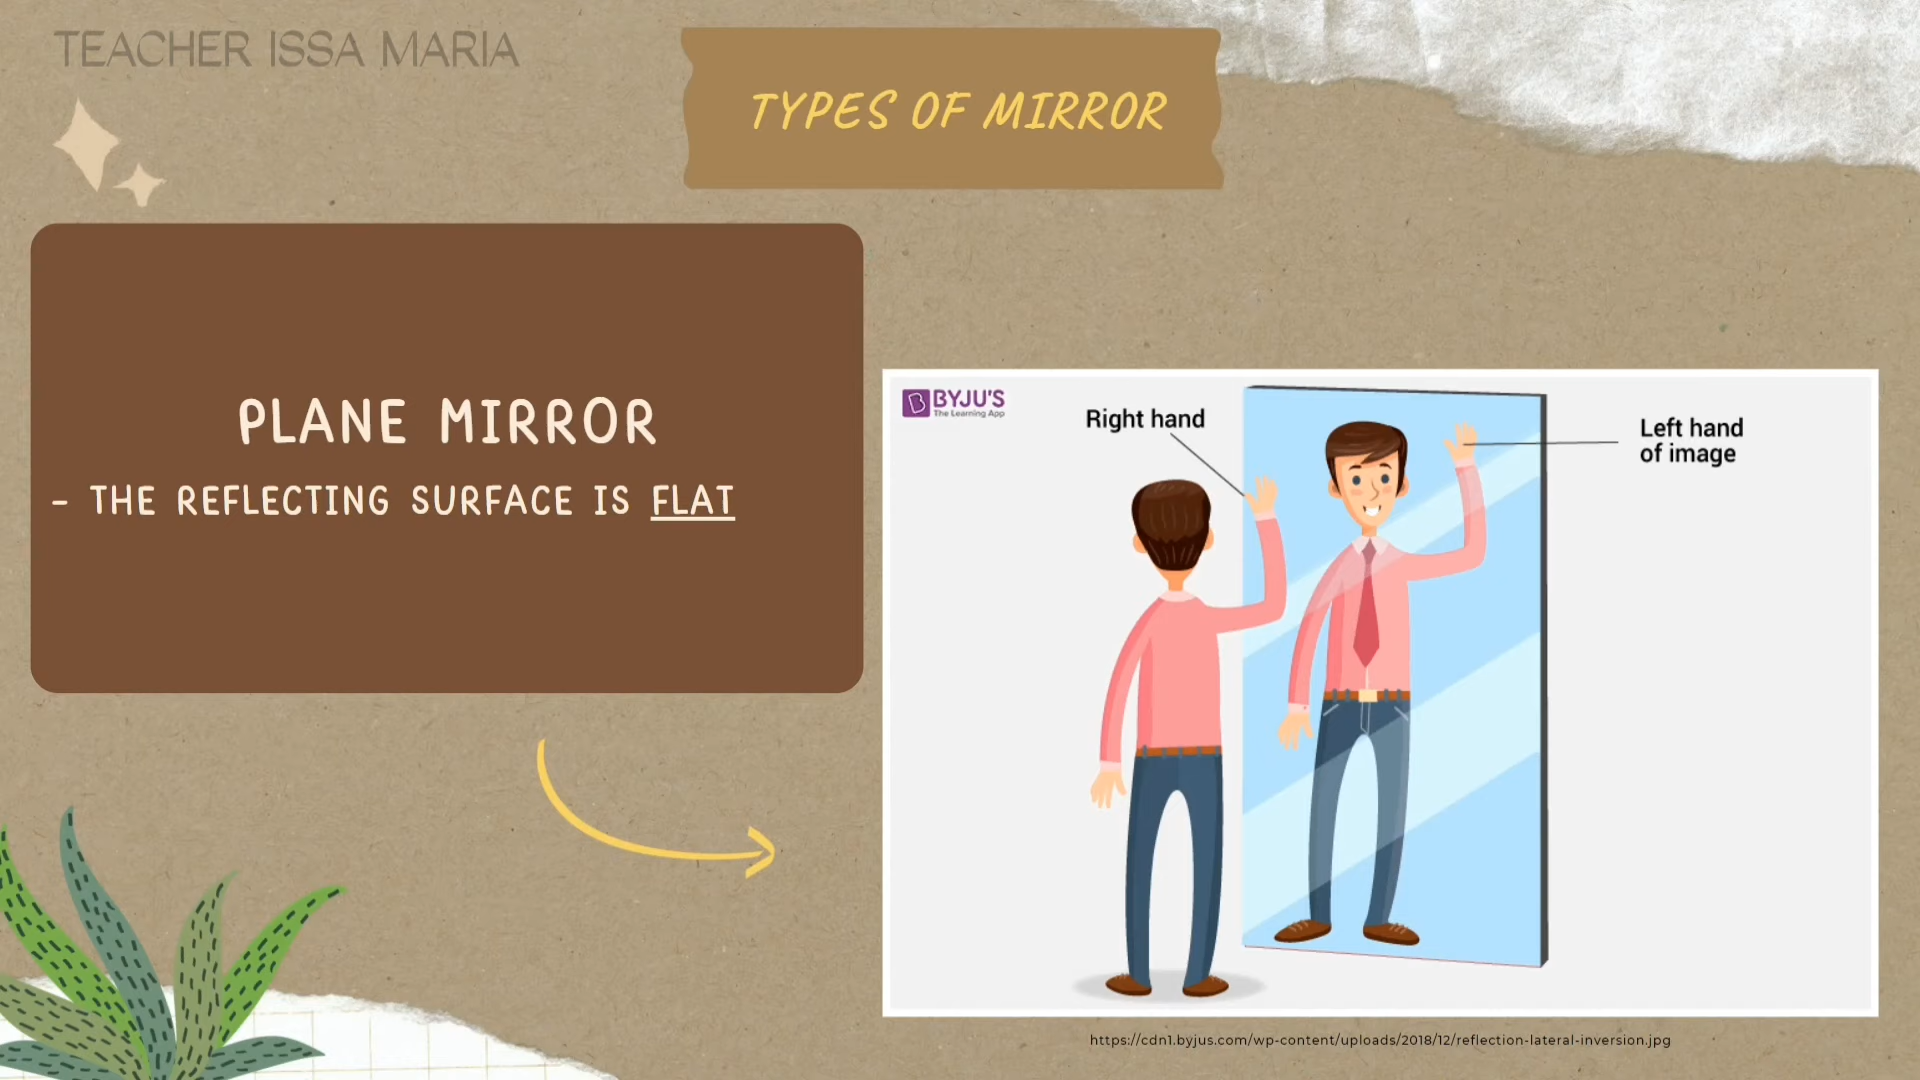 TEACHER ISSA MARIA
TYPES OF MIRROR
PLANE MIRROR
- THE REFLECTING SURFACE IS FLAT
BYJU'S
The Learning App
Right hand
Left hand
of image
https://cdn1.byjus.com/wp-content/uploads/2018/12/reflection-lateral-inversion.jpg